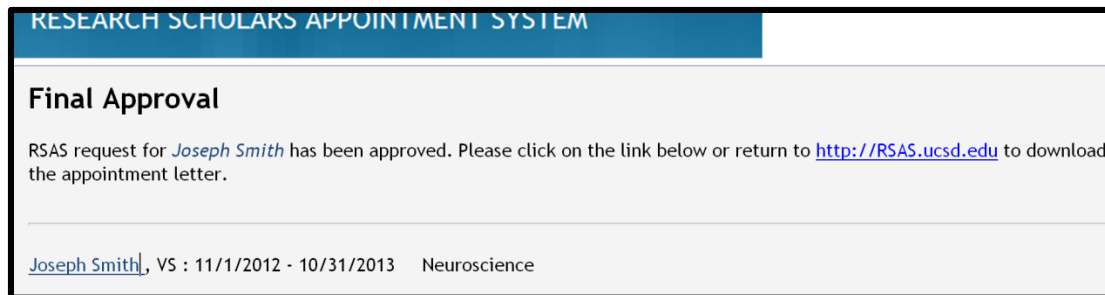 RESEARCH SCHOLARS APPOINTMENT SYSTEM
Final Approval
RSAS request for Joseph Smith has been approved. Please click on the link below or return to http://RSAS.ucsd.edu to download
the appointment letter.
Joseph Smith , VS : 11/1/2012 - 10/31/2013 Neuroscience